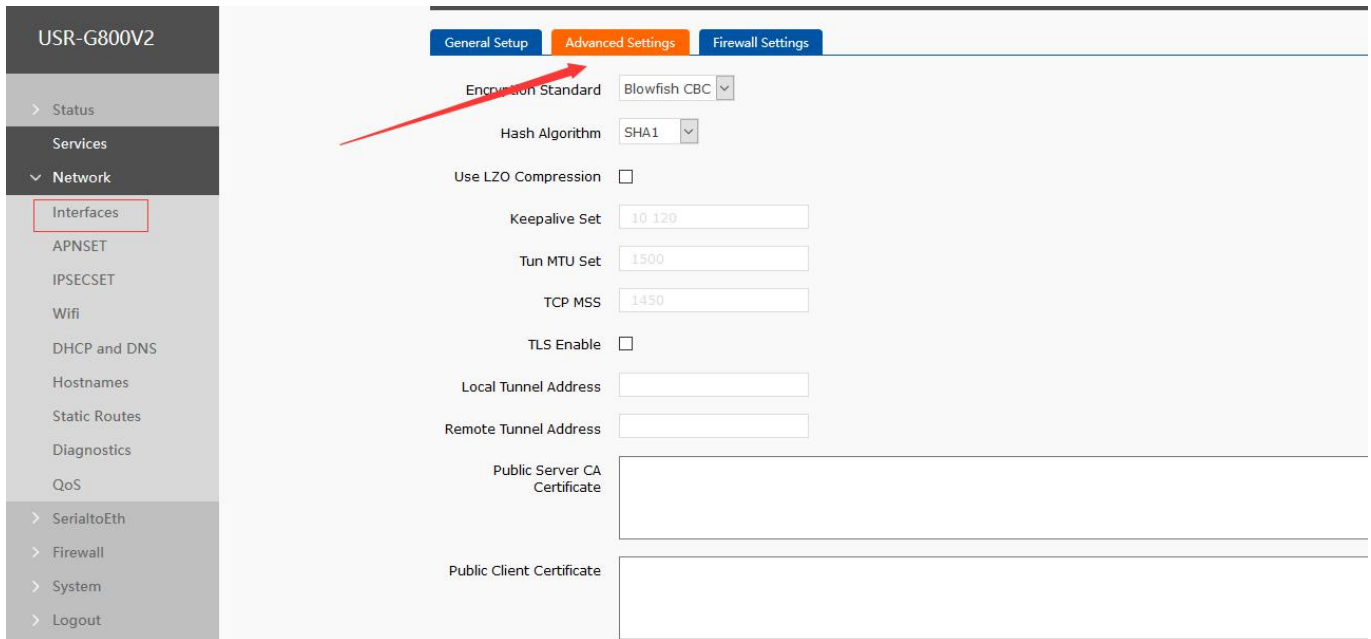 USR-G800V2
Status
Services
Network
Interfaces
APNSET
IPSECSET
Wifi
DHCP and DNS
Hostnames
Static Routes
Diagnostics
QoS
SerialtoEth
Firewall
System
Logout
General Setup Advanced Settings Firewall Settings
Encryption Standard Blowfish CBC
Hash Algorithm SHA1
Use LZO Compression
Keepalive Set 10 120
Tun MTU Set 1500
TCP MSS 1450
TLS Enable
Local Tunnel Address
Remote Tunnel Address
Public Server CA
Certificate
Public Client Certificate